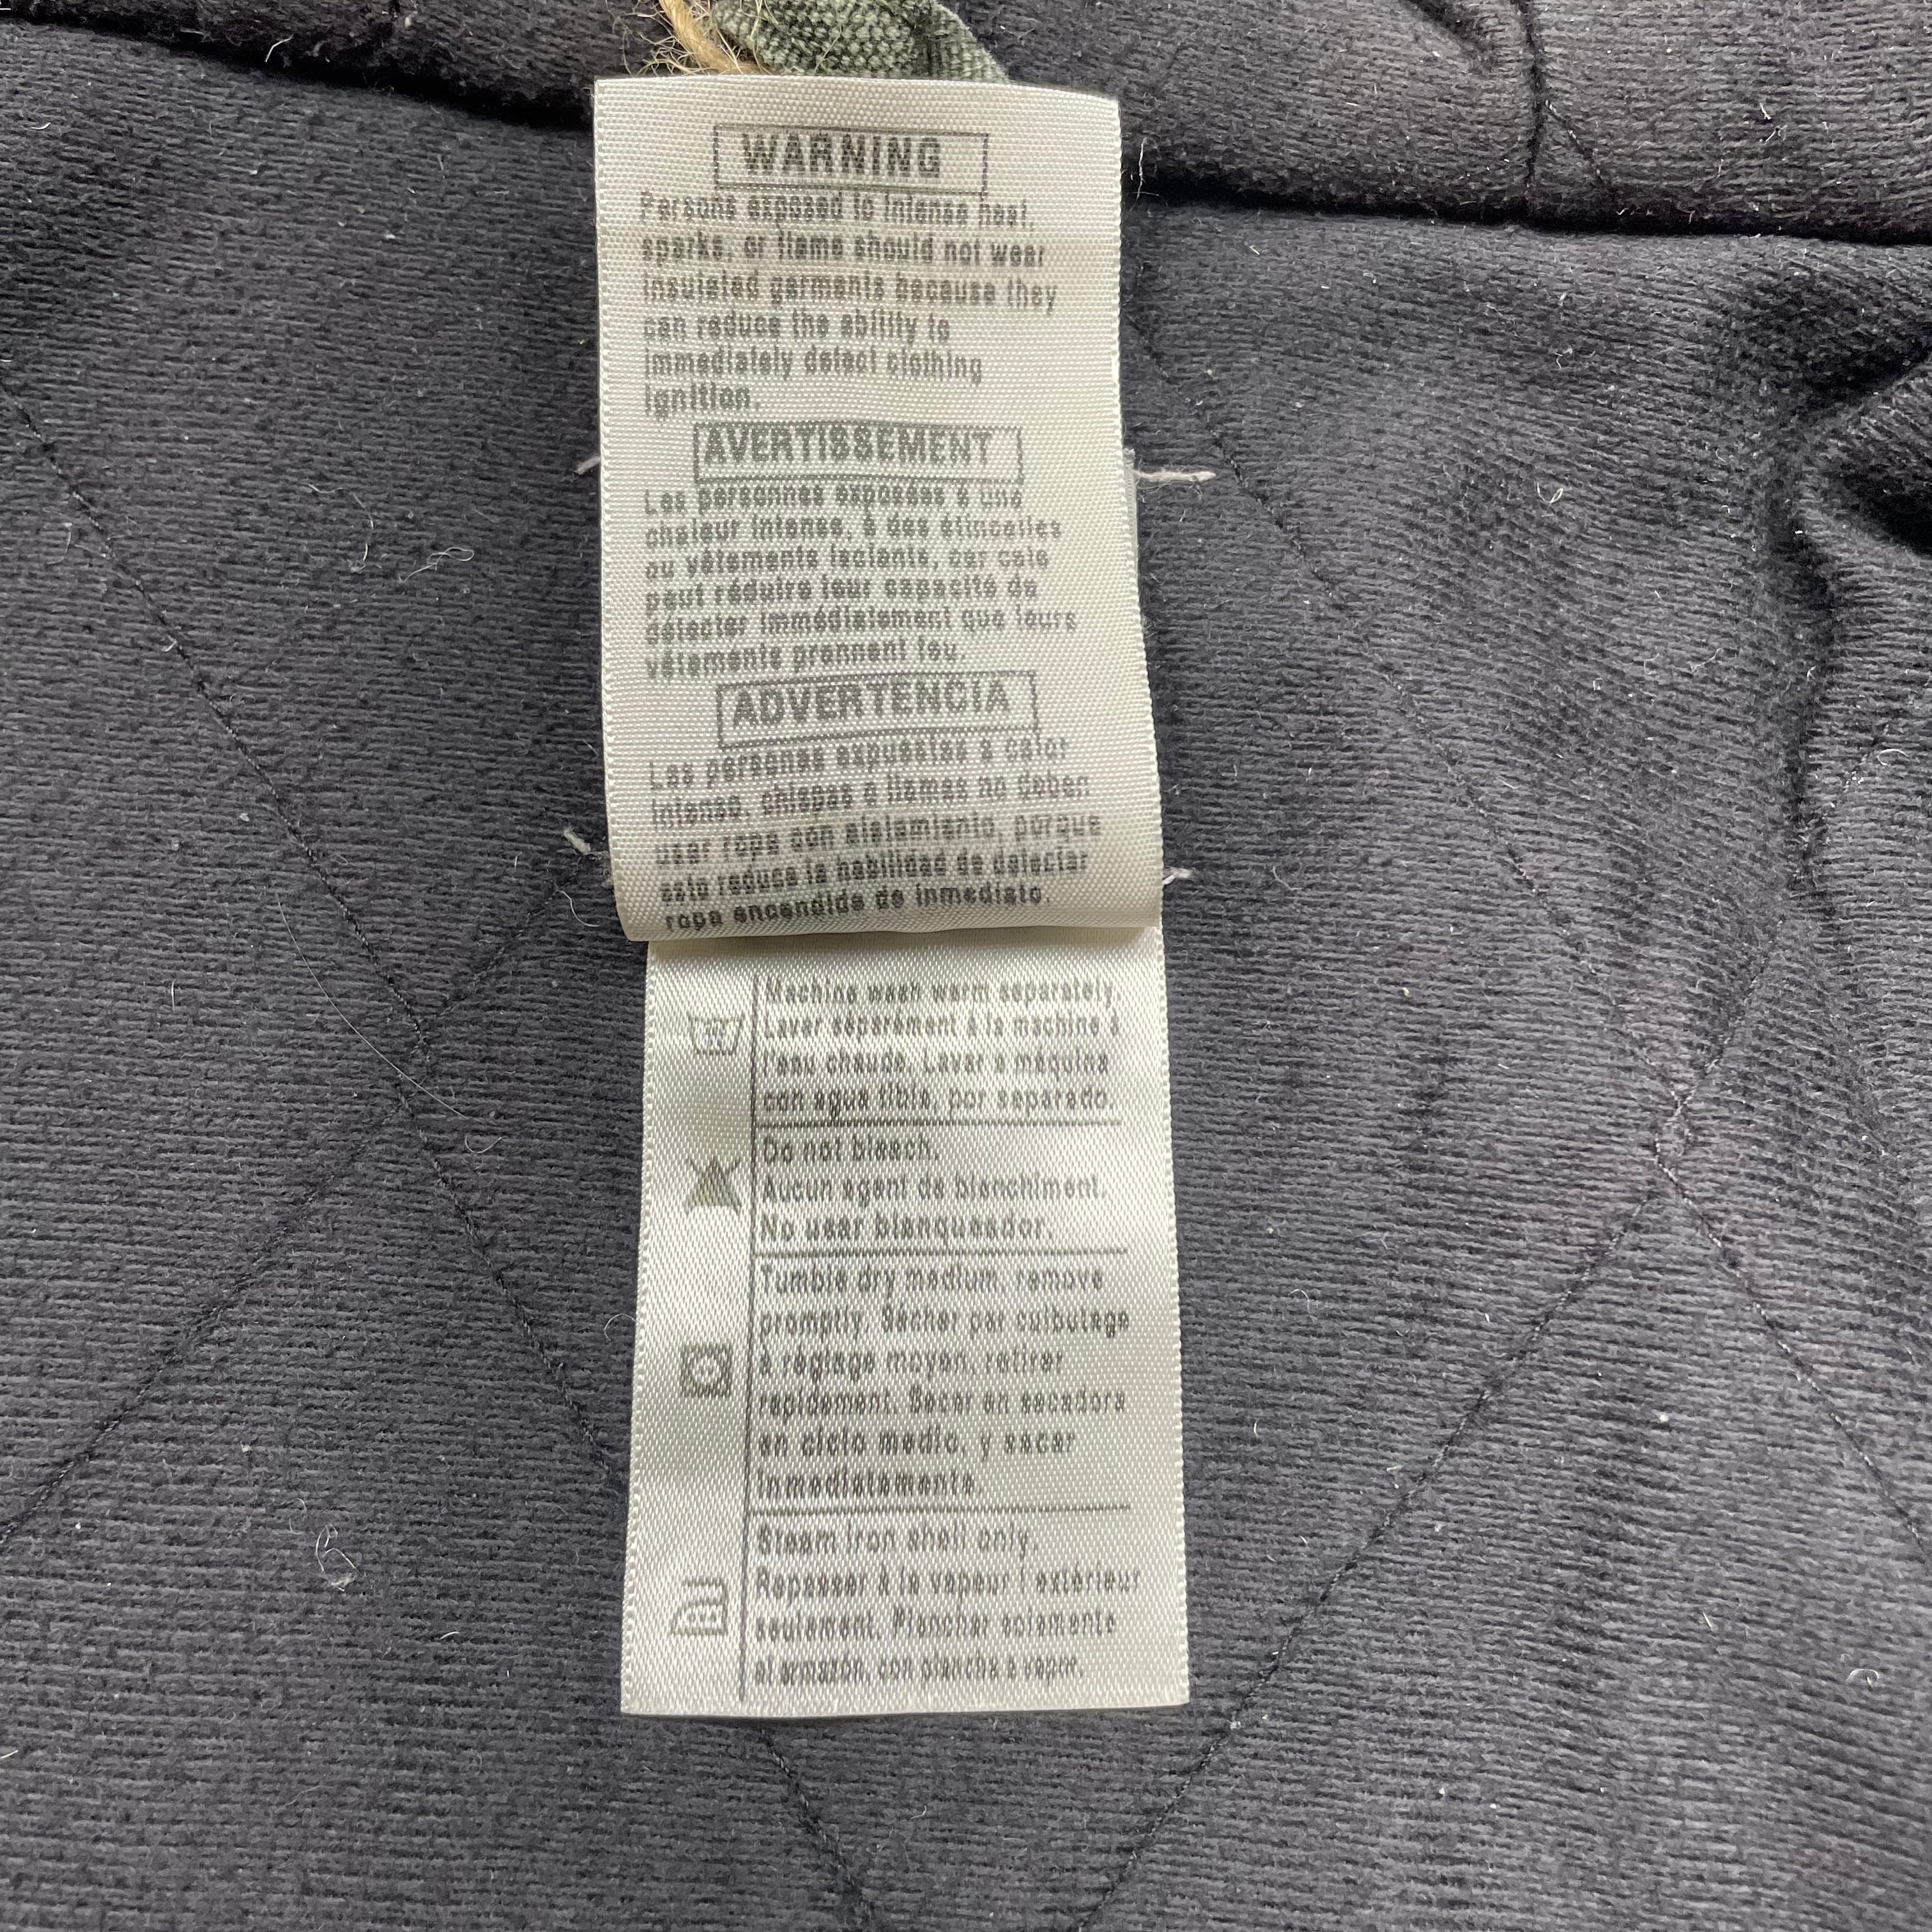 WARNING
Persons exposed to intense heat,
sparks, or flame should not wear
insulated garments because they
can reduce the ability to
immediately detect clothing
ignition.
AVERTISSEMENT
Les personnes exposées à une
chaleur intense, à des étincelles
ou vêtements isolants, car cela
peut réduire leur capacité de
détecter immédiatement que leurs
vêtements prennent feu.
ADVERTENCIA
Las personas expuestas a calor
intenso, chispas o llamas no deben
usar ropa con aislamiento, porque
esto reduce la habilidad de detectar
ropa encendida de inmediato.
Machine wash warm separately.
Laver séparément à la machine à
l'eau chaude. Lavar a máquina
con agua tibia, por separado.
Do not bleach.
Aucun agent de blanchiment.
No usar blanqueador.
Tumble dry medium, remove
promptly. Sécher par culbutage
à réglage moyen, retirer
rapidement. Secar en secadora
en ciclo medio, y sacar
inmediatamente.
Steam iron shell only.
Repasser à la vapeur l'extérieur
seulement. Planchar solamente
el armazón, con plancha a vapor.